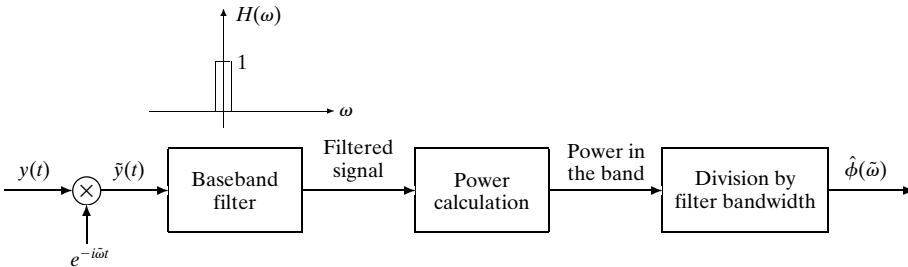 H(ω)
1
ω
y(t)
ỹ(t)
×
e^{-iω̃t}
Baseband
filter
Filtered
signal
Power
calculation
Power in
the band
Division by
filter bandwidth
ϕ̂(ω̃)